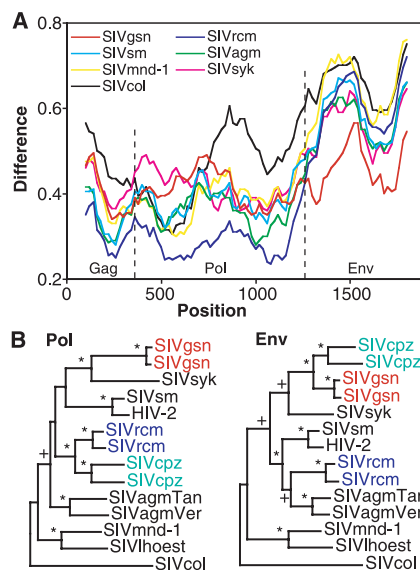 A
SIVgsn SIVrcm
SIVsm SIVagm
SIVmnd-1 SIVsyk
SIVcol
Difference
0.8
0.6
0.4
0.2
Gag Pol Env
500 1000 1500
Position
B Pol Env
SIVgsn
SIVgsn
SIVsyk
SIVsm
HIV-2
SIVrcm
SIVrcm
SIVcpz
SIVcpz
SIVagmTan
SIVagmVer
SIVmnd-1
SIVlhoest
SIVcol
* * * * * * +
SIVcpz
SIVcpz
SIVgsn
SIVgsn
SIVsyk
SIVsm
HIV-2
SIVrcm
SIVrcm
SIVagmTan
SIVagmVer
SIVmnd-1
SIVlhoest
SIVcol
* * * * * * * + + +